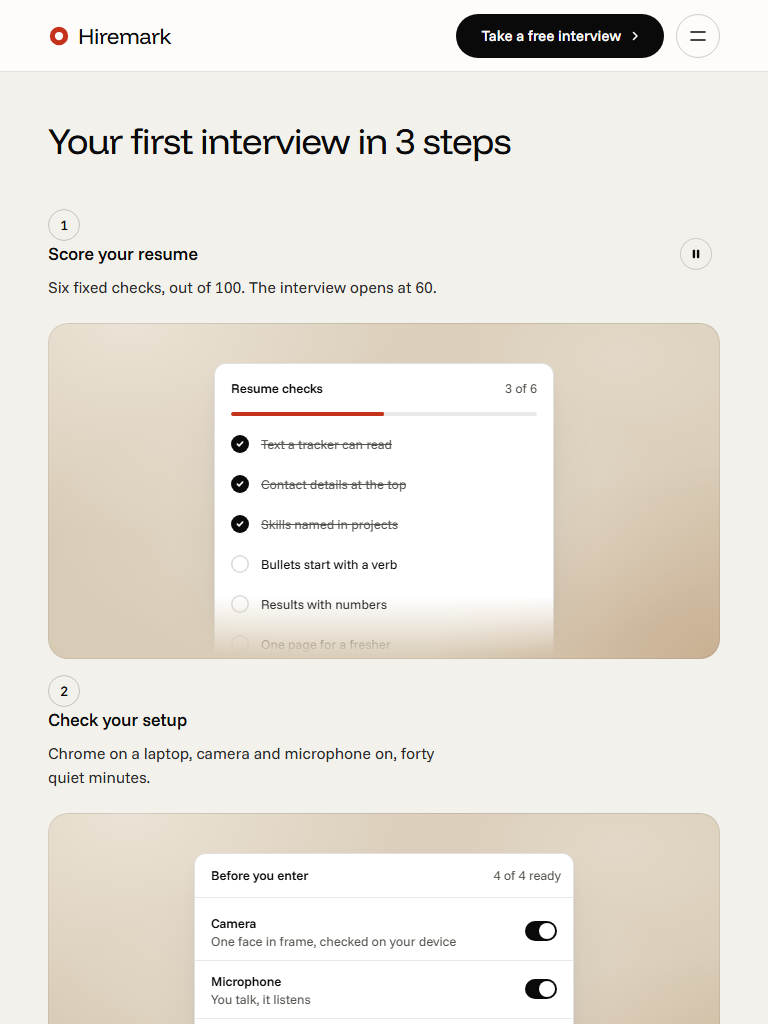 Hiremark
Take a free interview
Your first interview in 3 steps
1
Score your resume
Six fixed checks, out of 100. The interview opens at 60.
Resume checks
3 of 6
Text a tracker can read
Contact details at the top
Skills named in projects
Bullets start with a verb
Results with numbers
One page for a fresher
2
Check your setup
Chrome on a laptop, camera and microphone on, forty
quiet minutes.
Before you enter
4 of 4 ready
Camera
One face in frame, checked on your device
Microphone
You talk, it listens